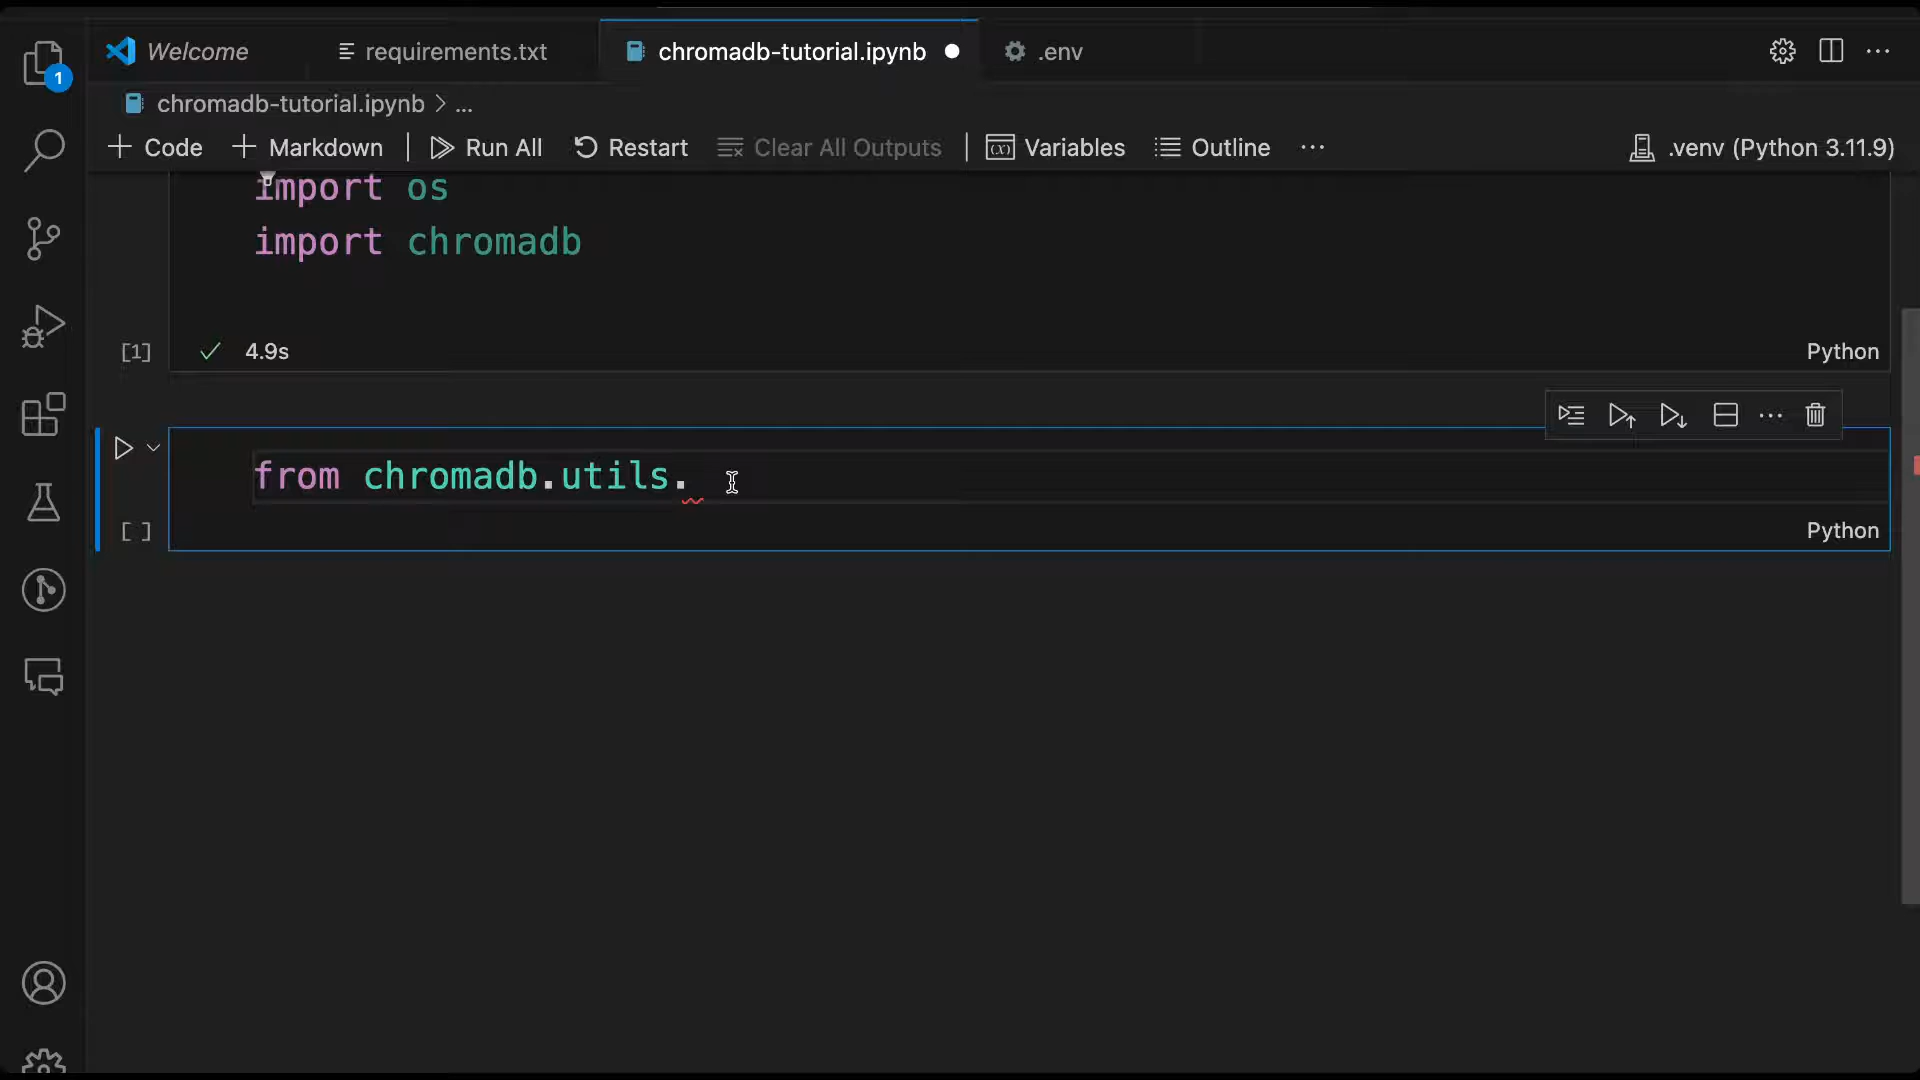 Welcome
requirements.txt
chromadb-tutorial.ipynb
.env
1
chromadb-tutorial.ipynb > ...
Code
Markdown
Run All
Restart
Clear All Outputs
Variables
Outline
...
.venv (Python 3.11.9)
import os
import chromadb
[1]
4.9s
Python
from chromadb.utils.
[ ]
Python